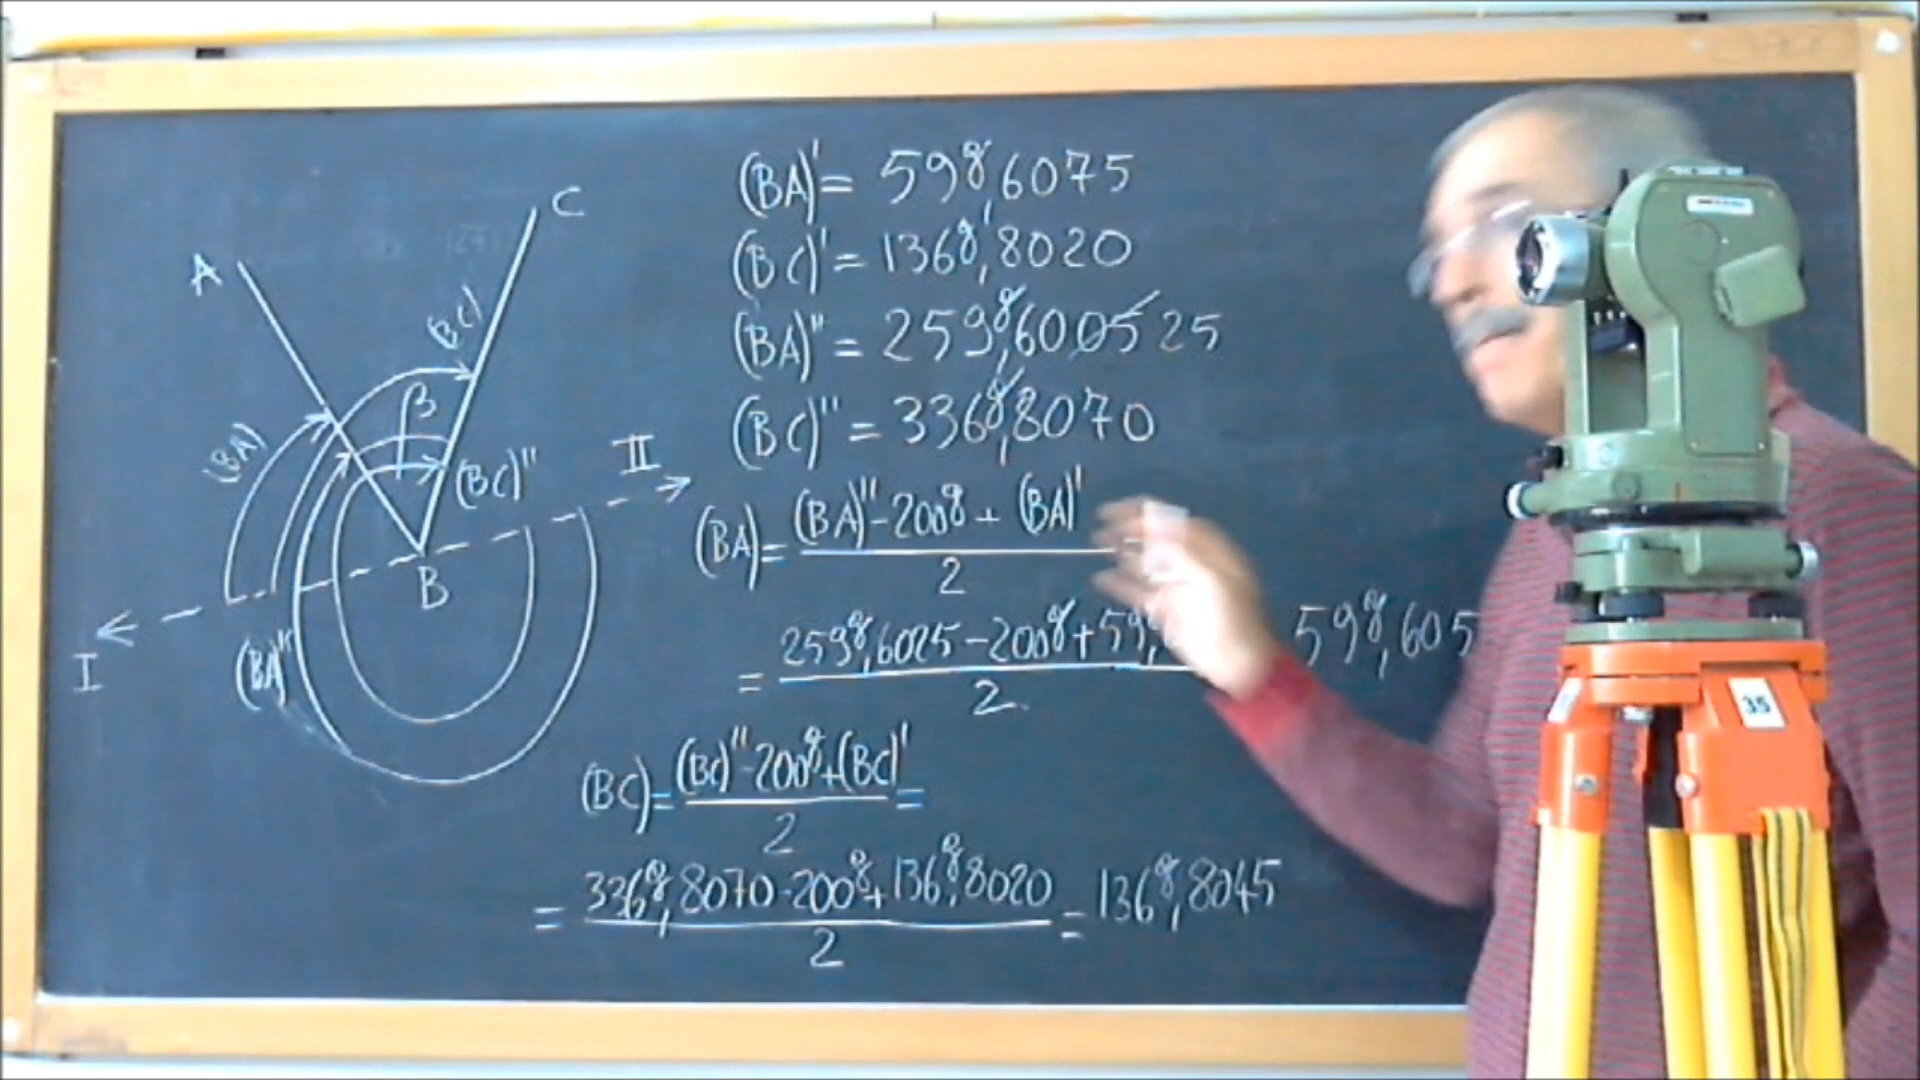 A
C
(BC)
(BA)
β
(BC)"
II
B
I
(BA)"
(BA)' = 59ᵍ,6075
(BC)' = 136ᵍ,8020
(BA)" = 259ᵍ,600525
(BC)" = 336ᵍ,8070
(BA) = (BA)" - 200ᵍ + (BA)'
2
= 259ᵍ,6025 - 200ᵍ + 59ᵍ, 59ᵍ,605
2
(BC) = (BC)" - 200ᵍ + (BC)' =
2
= 336ᵍ,8070 - 200ᵍ + 136ᵍ,8020 = 136ᵍ,8045
2
35